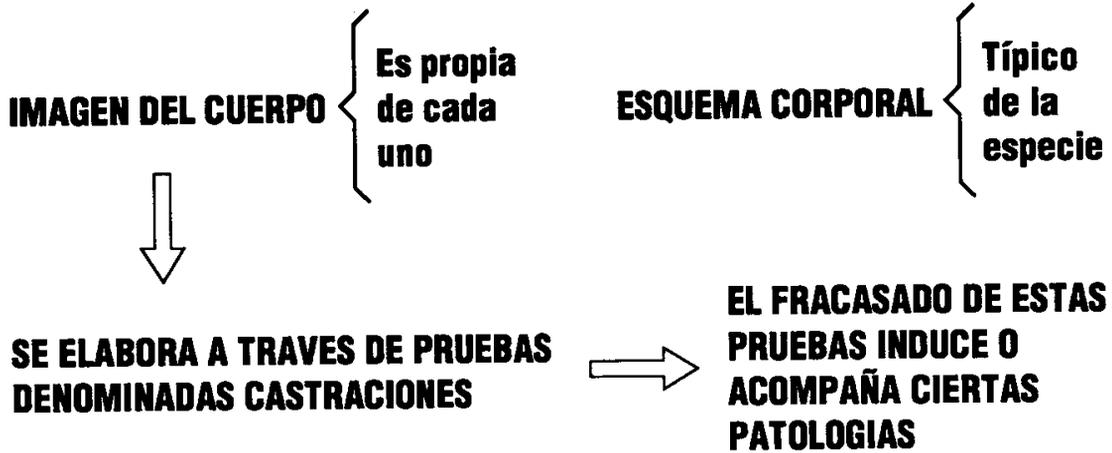 IMAGEN DEL CUERPO
Es propia
de cada
uno
ESQUEMA CORPORAL
Típico
de la
especie
SE ELABORA A TRAVES DE PRUEBAS
DENOMINADAS CASTRACIONES
EL FRACASADO DE ESTAS
PRUEBAS INDUCE O
ACOMPAÑA CIERTAS
PATOLOGIAS